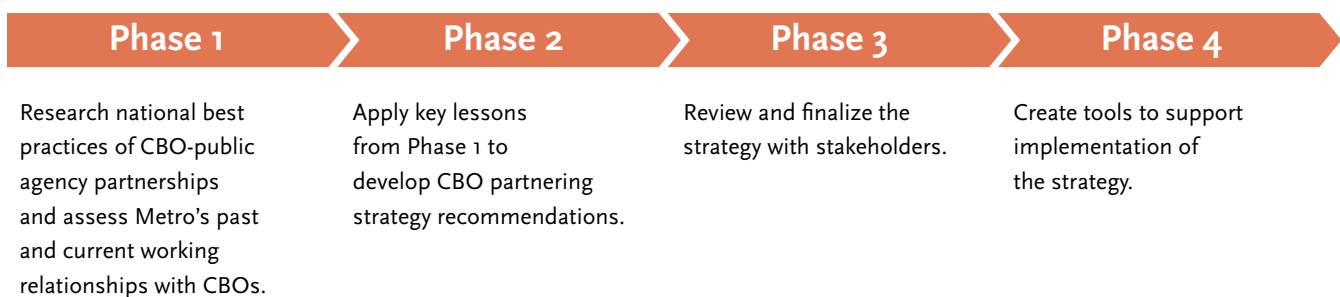 Phase 1
Phase 2
Phase 3
Phase 4
Research national best
practices of CBO-public
agency partnerships
and assess Metro's past
and current working
relationships with CBOs.
Apply key lessons
from Phase 1 to
develop CBO partnering
strategy recommendations.
Review and finalize the
strategy with stakeholders.
Create tools to support
implementation of
the strategy.